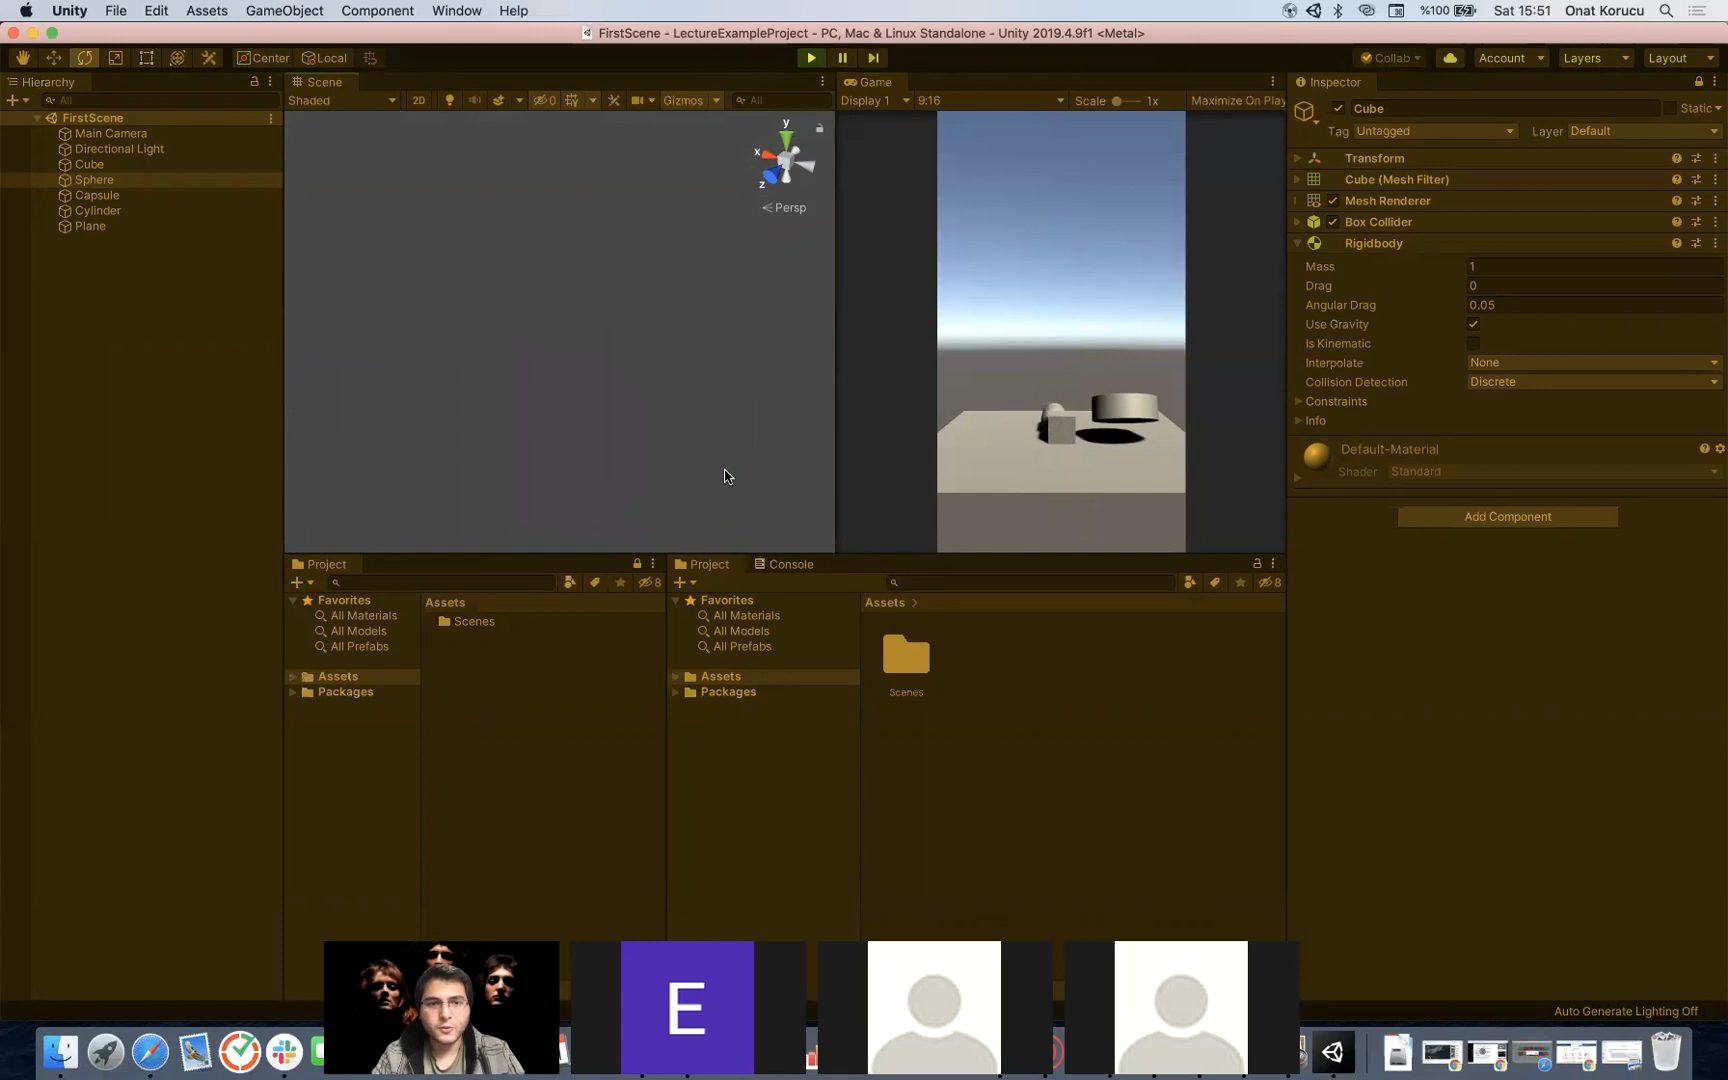 Unity File Edit Assets GameObject Component Window Help %100 Sat 15:51 Onat Korucu
FirstScene - LectureExampleProject - PC, Mac & Linux Standalone - Unity 2019.4.9f1 <Metal>
Center Local Collab Account Layers Layout
Hierarchy
All
FirstScene
Main Camera
Directional Light
Cube
Sphere
Capsule
Cylinder
Plane
Scene
Shaded 2D 0 Gizmos All
y
x
z
Persp
Game
Display 1 9:16 Scale 1x Maximize On Play
Inspector
Cube Static
Tag Untagged Layer Default
Transform
Cube (Mesh Filter)
Mesh Renderer
Box Collider
Rigidbody
Mass 1
Drag 0
Angular Drag 0.05
Use Gravity
Is Kinematic
Interpolate None
Collision Detection Discrete
Constraints
Info
Default-Material
Shader Standard
Add Component
Project
8
Favorites
All Materials
All Models
All Prefabs
Assets
Packages
Assets
Scenes
Project Console
8
Favorites
All Materials
All Models
All Prefabs
Assets
Packages
Assets
Scenes
E
Auto Generate Lighting Off